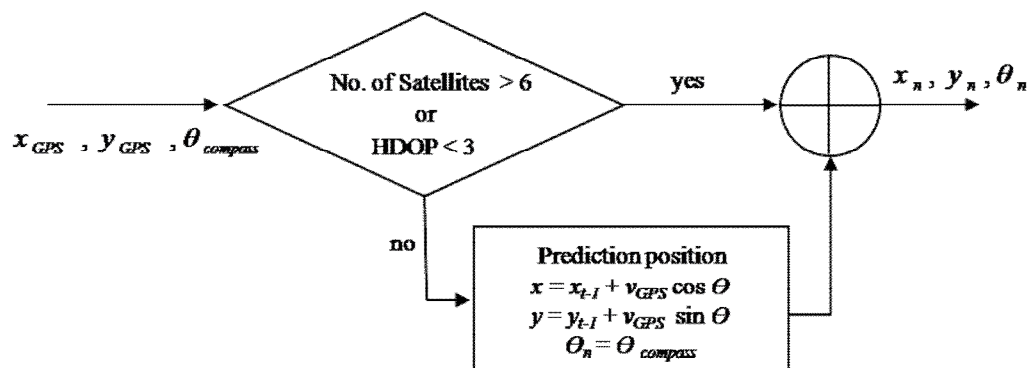 No. of Satellites > 6
or
HDOP < 3
yes
x_n, y_n, θ_n
x_GPS , y_GPS , θ_compass
no
Prediction position
x = x_t-1 + v_GPS cos θ
y = y_t-1 + v_GPS sin θ
θ_n = θ_compass